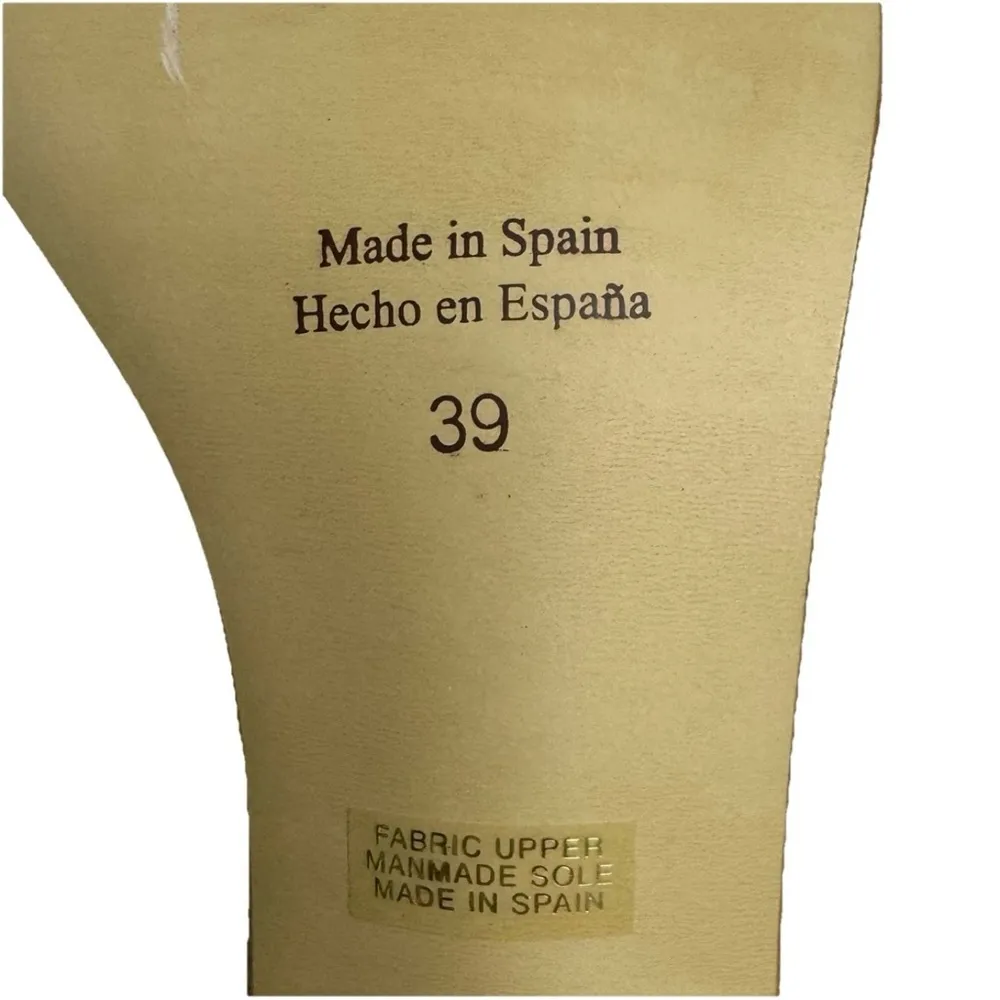 Made in Spain
Hecho en España
39
FABRIC UPPER
MANMADE SOLE
MADE IN SPAIN